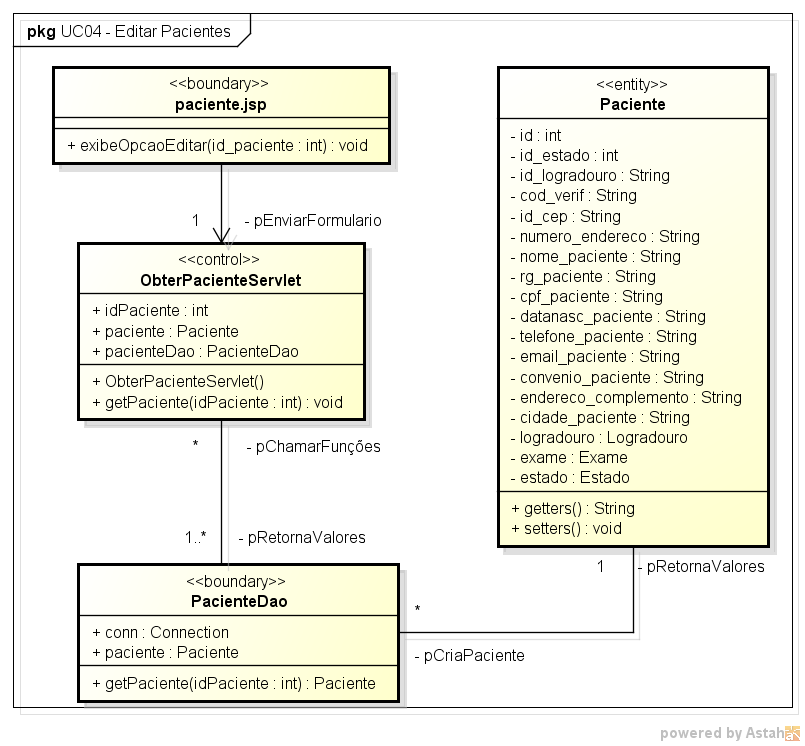 pkg UC04 - Editar Pacientes
<<boundary>>
paciente.jsp
+ exibeOpcaoEditar(id_paciente : int) : void
1
- pEnviarFormulario
<<control>>
ObterPacienteServlet
+ idPaciente : int
+ paciente : Paciente
+ pacienteDao : PacienteDao
+ ObterPacienteServlet()
+ getPaciente(idPaciente : int) : void
*
- pChamarFunções
1..*
- pRetornaValores
<<boundary>>
PacienteDao
+ conn : Connection
+ paciente : Paciente
+ getPaciente(idPaciente : int) : Paciente
<<entity>>
Paciente
- id : int
- id_estado : int
- id_logradouro : String
- cod_verif : String
- id_cep : String
- numero_endereco : String
- nome_paciente : String
- rg_paciente : String
- cpf_paciente : String
- datanasc_paciente : String
- telefone_paciente : String
- email_paciente : String
- convenio_paciente : String
- endereco_complemento : String
- cidade_paciente : String
- logradouro : Logradouro
- exame : Exame
- estado : Estado
+ getters() : String
+ setters() : void
1
- pRetornaValores
*
- pCriaPaciente
powered by Astah